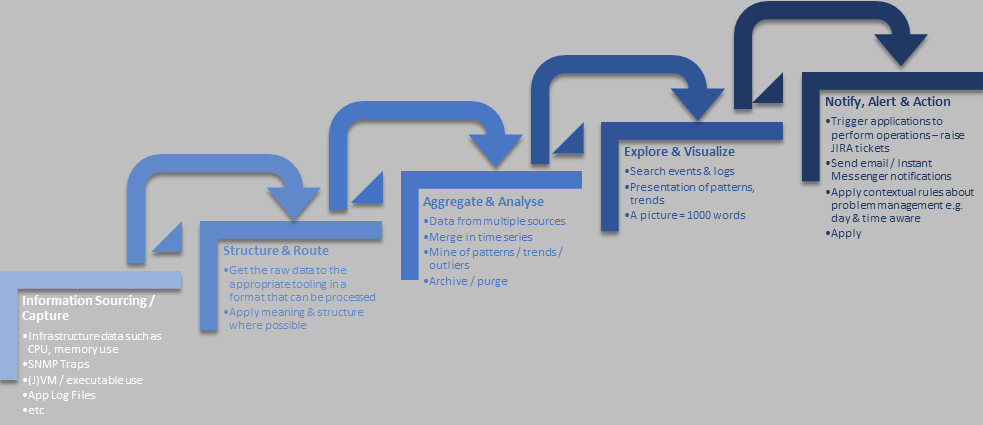 Information Sourcing /
Capture
•Infrastructure data such as
CPU, memory use
•SNMP Traps
•(J)VM / executable use
•App Log Files
•etc
Structure & Route
•Get the raw data to the
appropriate tooling in a
format that can be processed
•Apply meaning & structure
where possible
Aggregate & Analyse
•Data from multiple sources
•Merge in time series
•Mine of patterns / trends /
outliers
•Archive / purge
Explore & Visualize
•Search events & logs
•Presentation of patterns,
trends
•A picture = 1000 words
Notify, Alert & Action
•Trigger applications to
perform operations – raise
JIRA tickets
•Send email / Instant
Messenger notifications
•Apply contextual rules about
problem management e.g.
day & time aware
•Apply